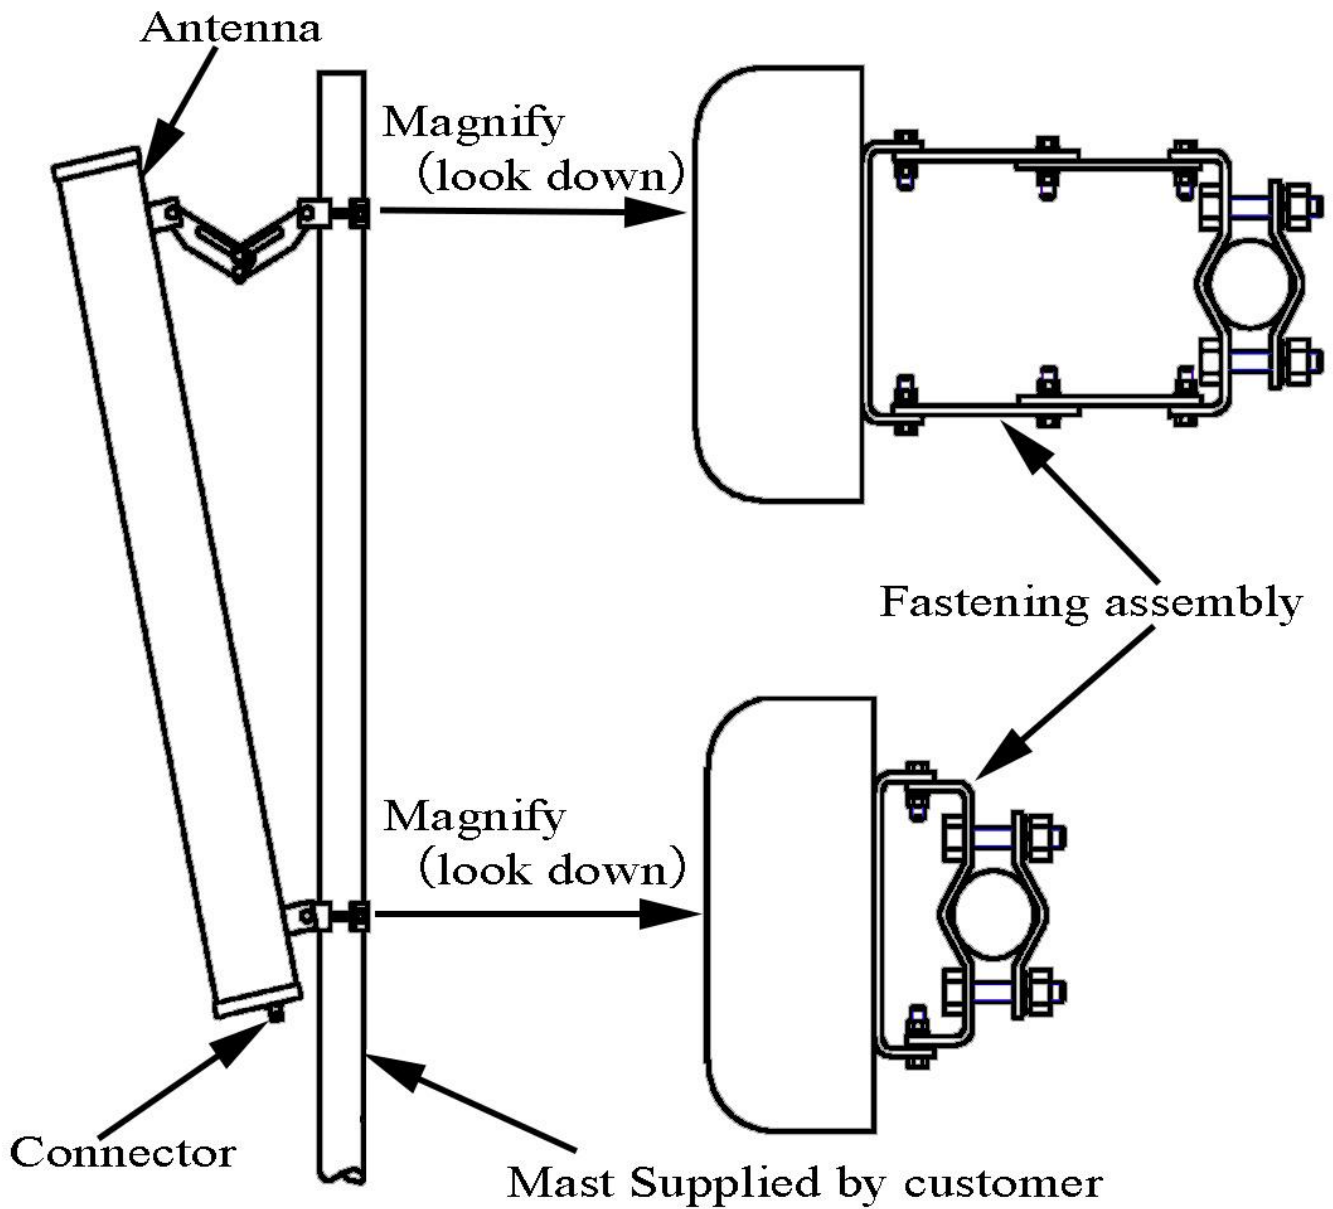 Antenna
Magnify
(look down)
Fastening assembly
Magnify
(look down)
Connector
Mast Supplied by customer